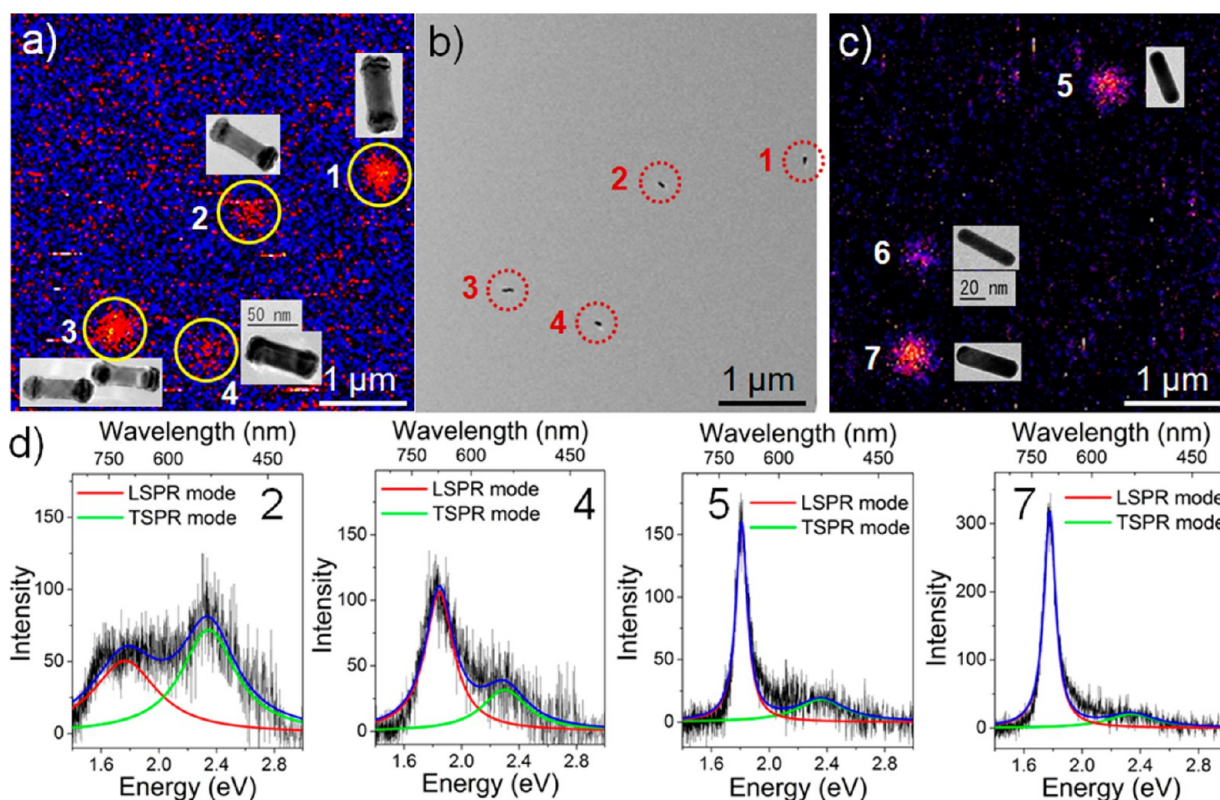 a)
1
2
3
50 nm
4
1 µm
b)
1
2
3
4
1 µm
c)
5
6
20 nm
7
1 µm
d)
Wavelength (nm)
750 600 450
LSPR mode
TSPR mode
2
Intensity
150
100
50
0
1.6 2.0 2.4 2.8
Energy (eV)
Wavelength (nm)
750 600 450
LSPR mode
TSPR mode
4
Intensity
150
100
50
0
1.6 2.0 2.4 2.8
Energy (eV)
Wavelength (nm)
750 600 450
5
LSPR mode
TSPR mode
Intensity
175
125
75
25
0
1.6 2.0 2.4 2.8
Energy (eV)
Wavelength (nm)
750 600 450
7
LSPR mode
TSPR mode
Intensity
300
200
100
0
1.6 2.0 2.4 2.8
Energy (eV)